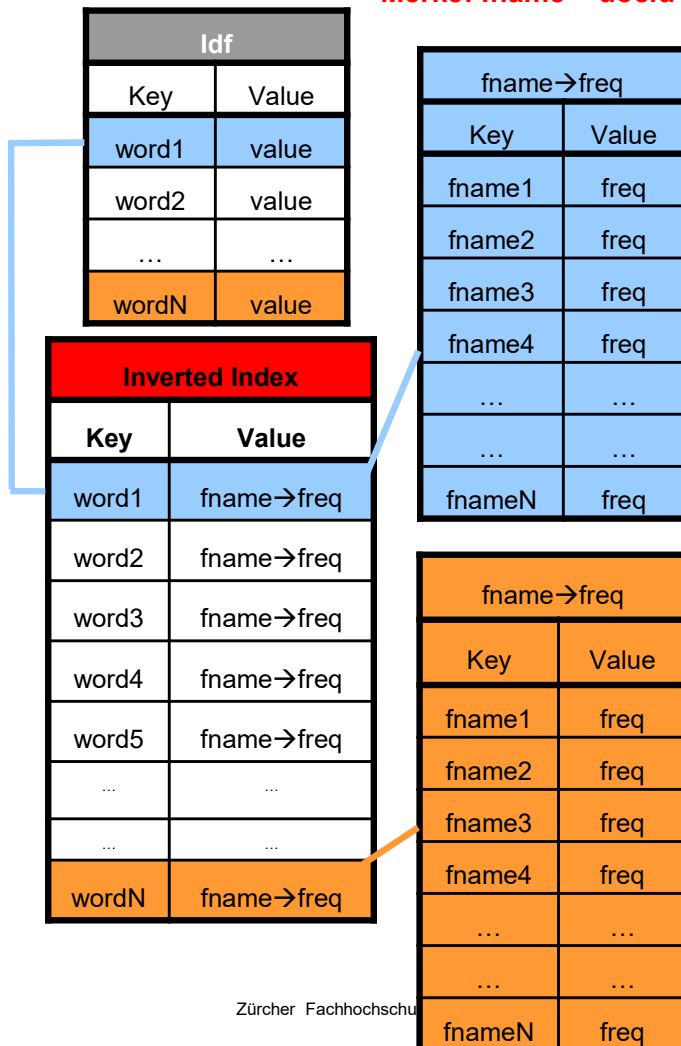 Merke: fname = docId
Idf
Key Value
word1 value
word2 value
… …
wordN value
Inverted Index
Key Value
word1 fname→freq
word2 fname→freq
word3 fname→freq
word4 fname→freq
word5 fname→freq
... ...
... ...
wordN fname→freq
fname→freq
Key Value
fname1 freq
fname2 freq
fname3 freq
fname4 freq
… …
… …
fnameN freq
fname→freq
Key Value
fname1 freq
fname2 freq
fname3 freq
fname4 freq
… …
… …
fnameN freq
Zürcher Fachhochschu